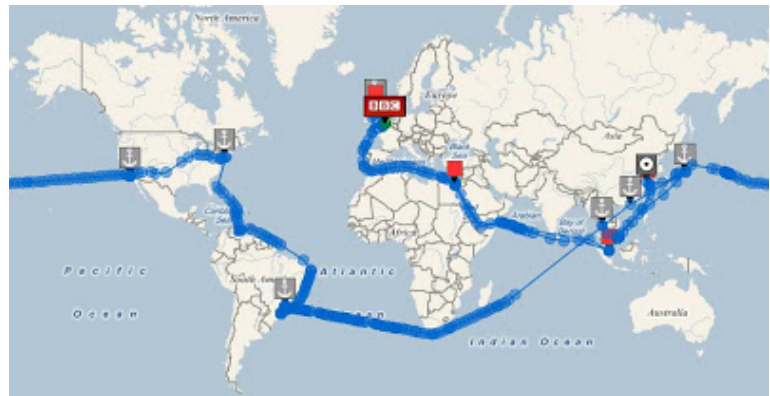 North America
BBC
Europe
Black
Sea
Asia
Arabian
Bay of
Africa
Pacific
Ocean
South America
Atlantic
Indian Ocean
Australia